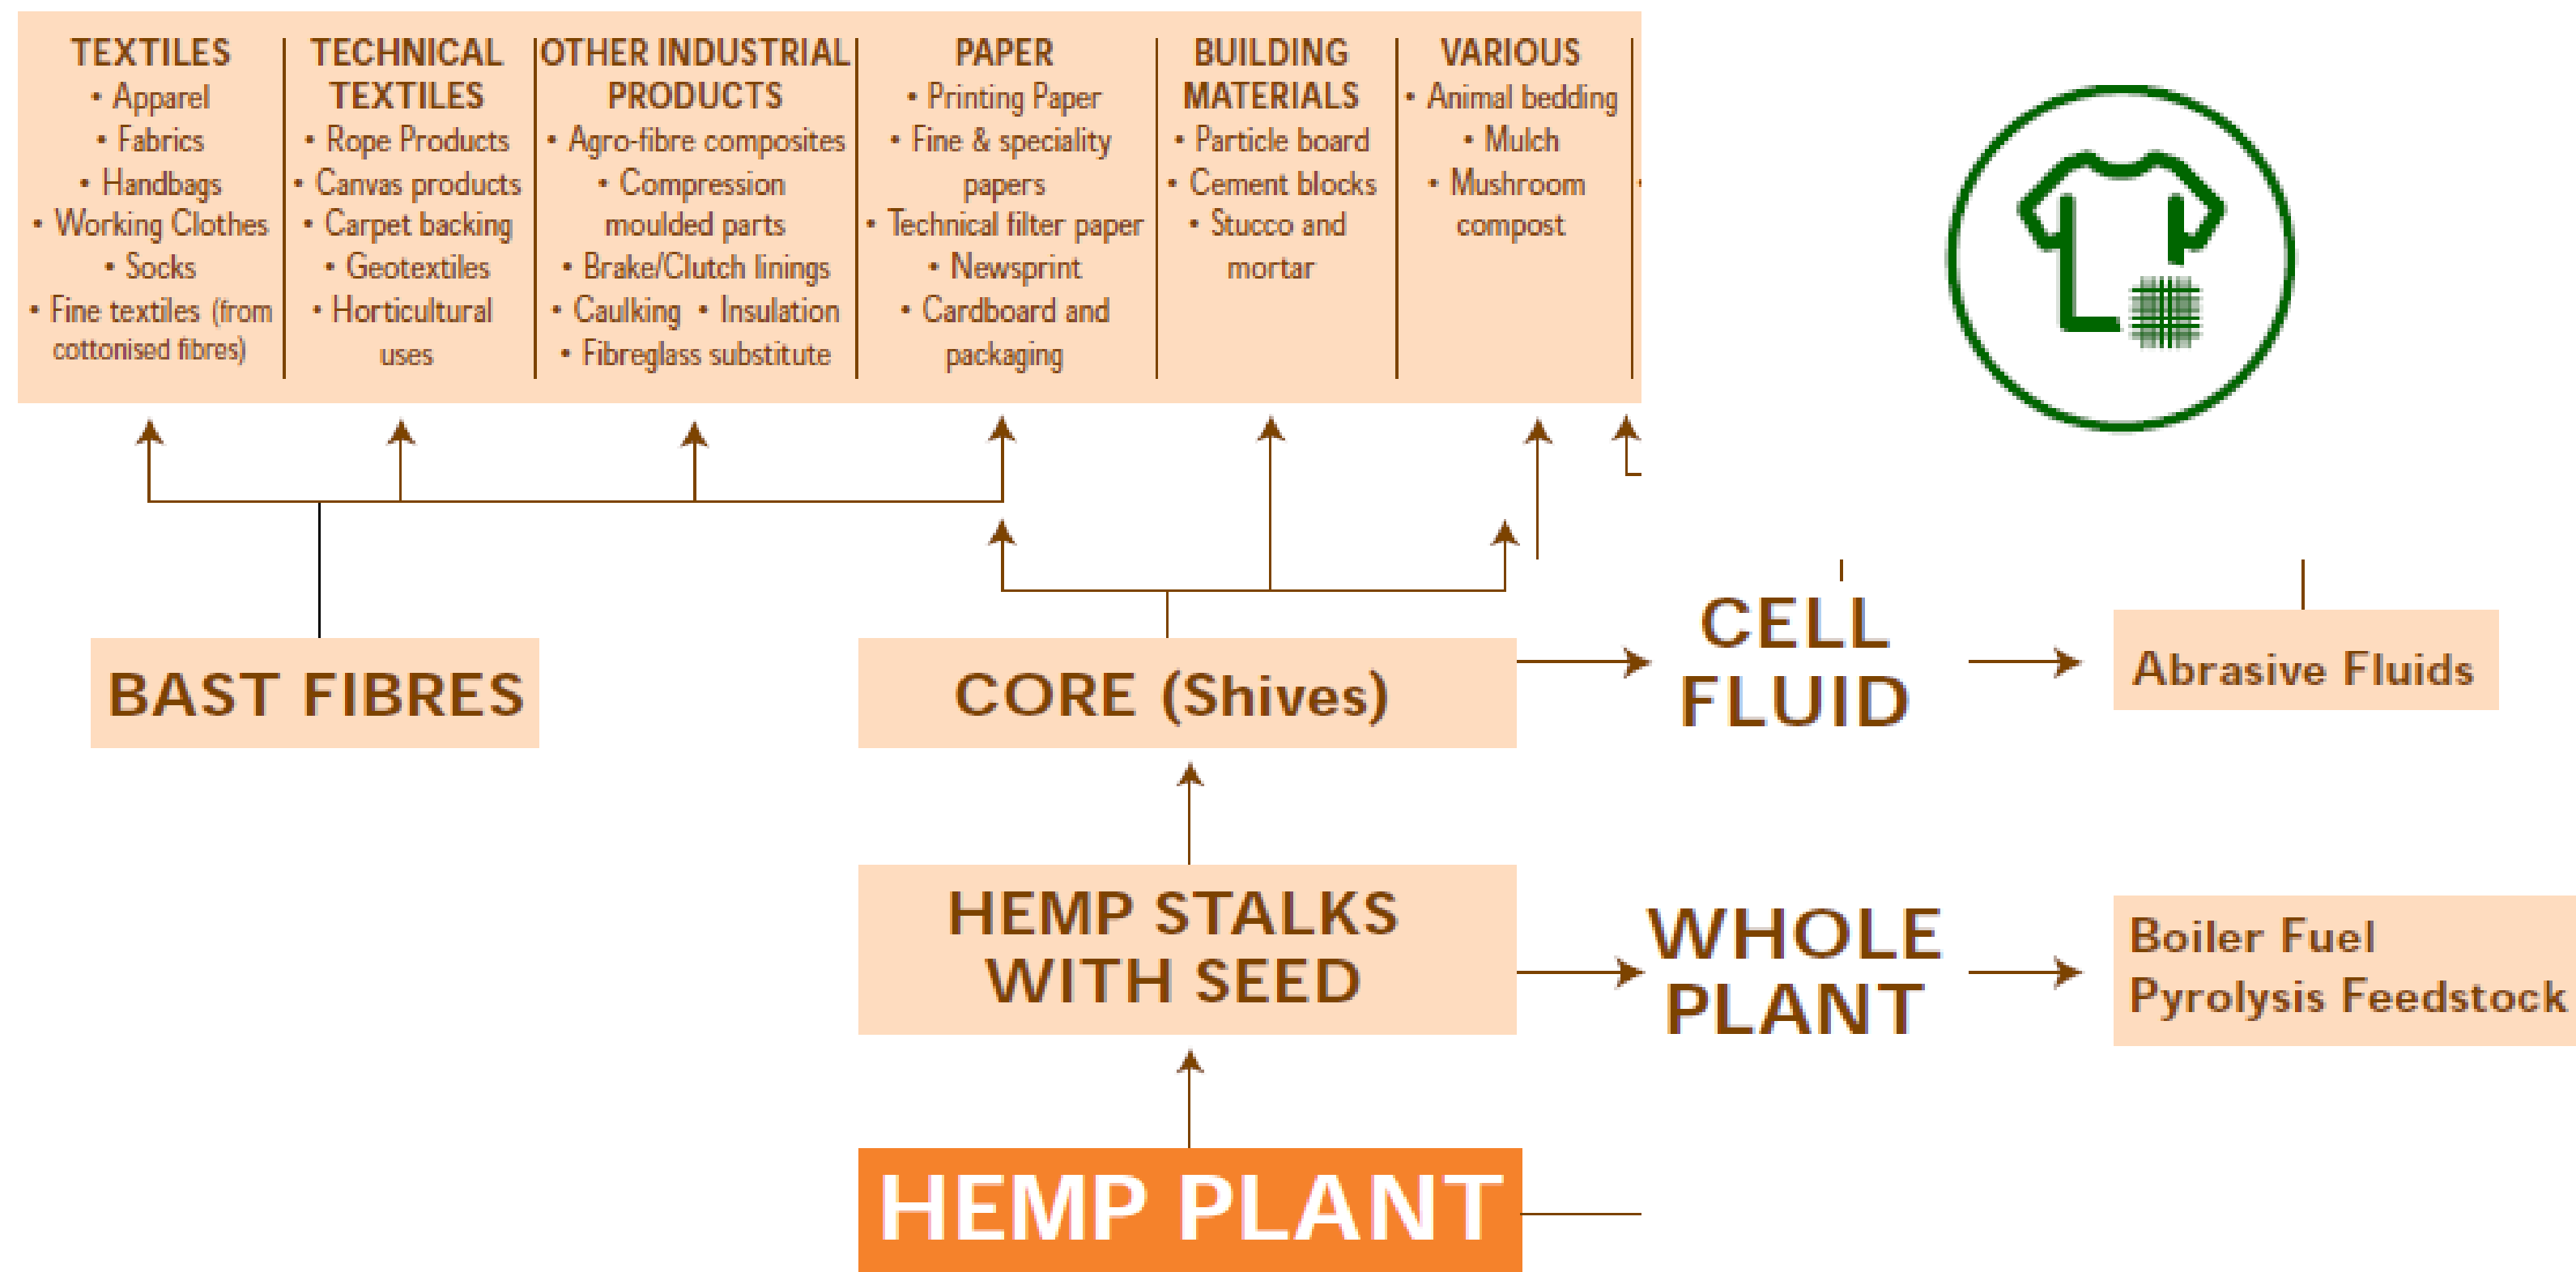 TEXTILES
• Apparel
• Fabrics
• Handbags
• Working Clothes
• Socks
• Fine textiles (from
cottonised fibres)
TECHNICAL
TEXTILES
• Rope Products
• Canvas products
• Carpet backing
• Geotextiles
• Horticultural
uses
OTHER INDUSTRIAL
PRODUCTS
• Agro-fibre composites
• Compression
moulded parts
• Brake/Clutch linings
• Caulking • Insulation
• Fibreglass substitute
PAPER
• Printing Paper
• Fine & speciality
papers
• Technical filter paper
• Newsprint
• Cardboard and
packaging
BUILDING
MATERIALS
• Particle board
• Cement blocks
• Stucco and
mortar
VARIOUS
• Animal bedding
• Mulch
• Mushroom
compost
BAST FIBRES
CORE (Shives)
CELL
FLUID
Abrasive Fluids
HEMP STALKS
WITH SEED
WHOLE
PLANT
Boiler Fuel
Pyrolysis Feedstock
HEMP PLANT